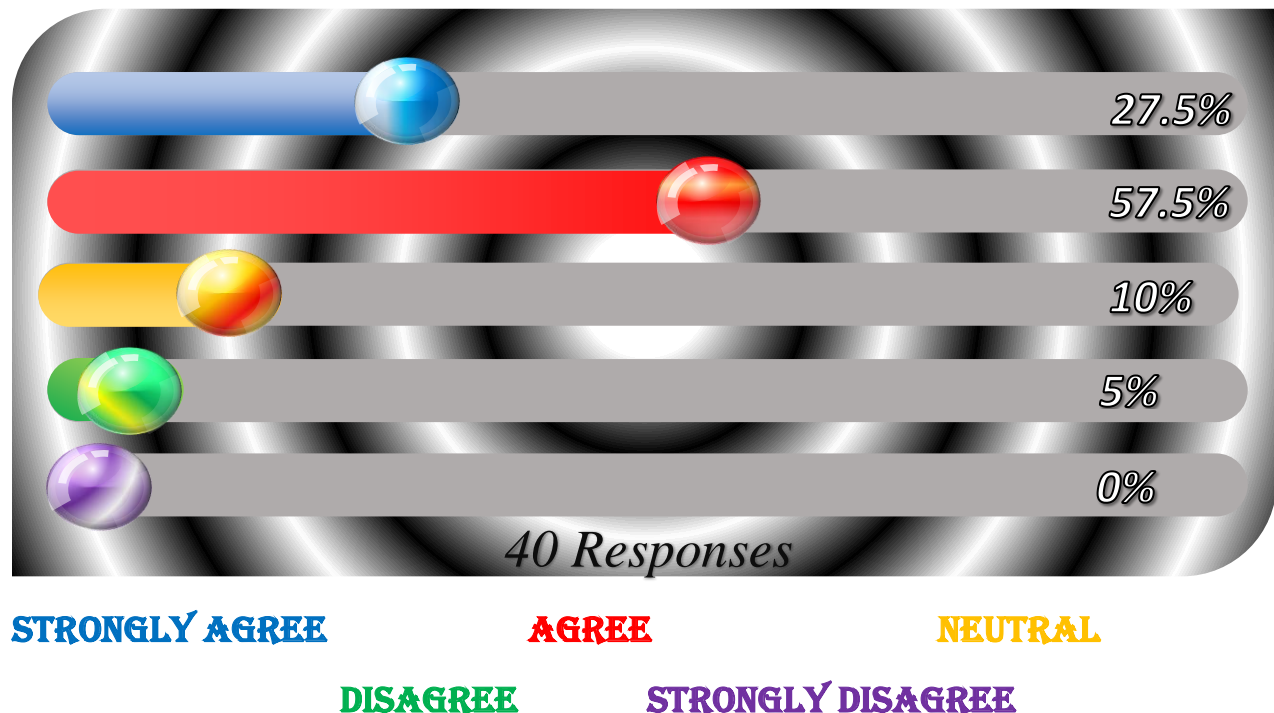 27.5%
57.5%
10%
5%
0%
40 Responses
STRONGLY AGREE AGREE NEUTRAL
DISAGREE STRONGLY DISAGREE